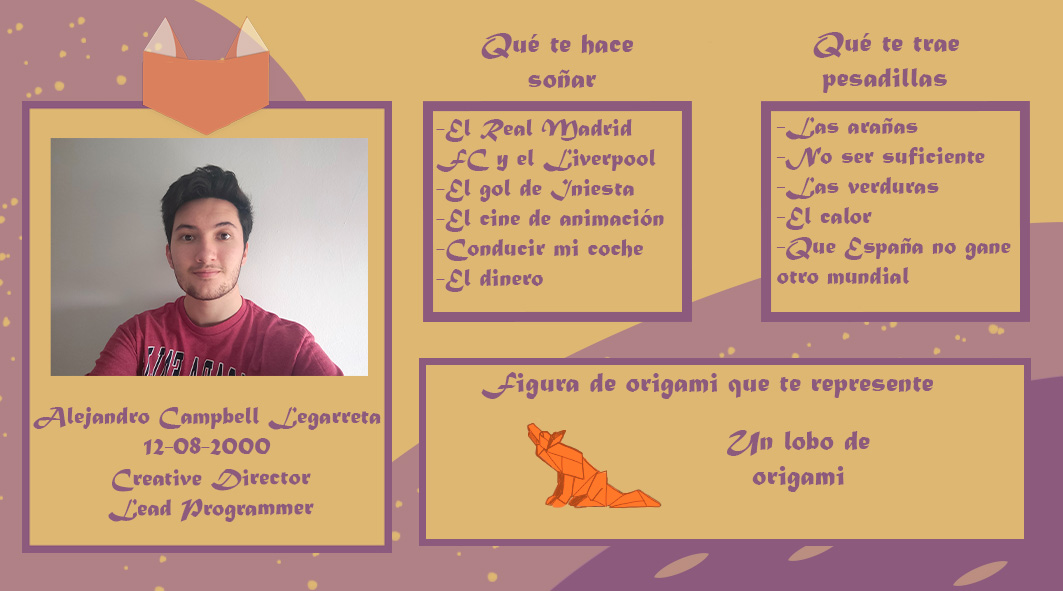 Alejandro Campbell Legarreta
12-08-2000
Creative Director
Lead Programmer
Qué te hace
soñar
-El Real Madrid
FC y el Liverpool
-El gol de Iniesta
-El cine de animación
-Conducir mi coche
-El dinero
Qué te trae
pesadillas
-Las arañas
-No ser suficiente
-Las verduras
-El calor
-Que España no gane
otro mundial
Figura de origami que te represente
Un lobo de
origami